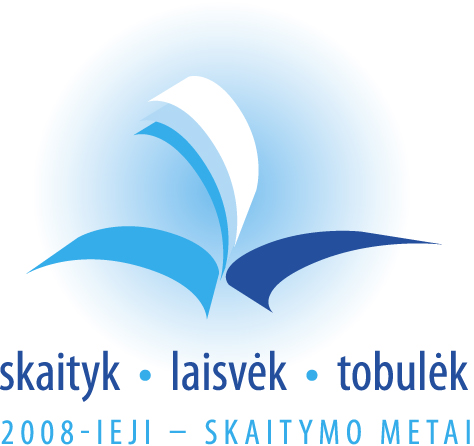 skaityk • laisvėk • tobulėk
2008-IEJI – SKAITYMO METAI